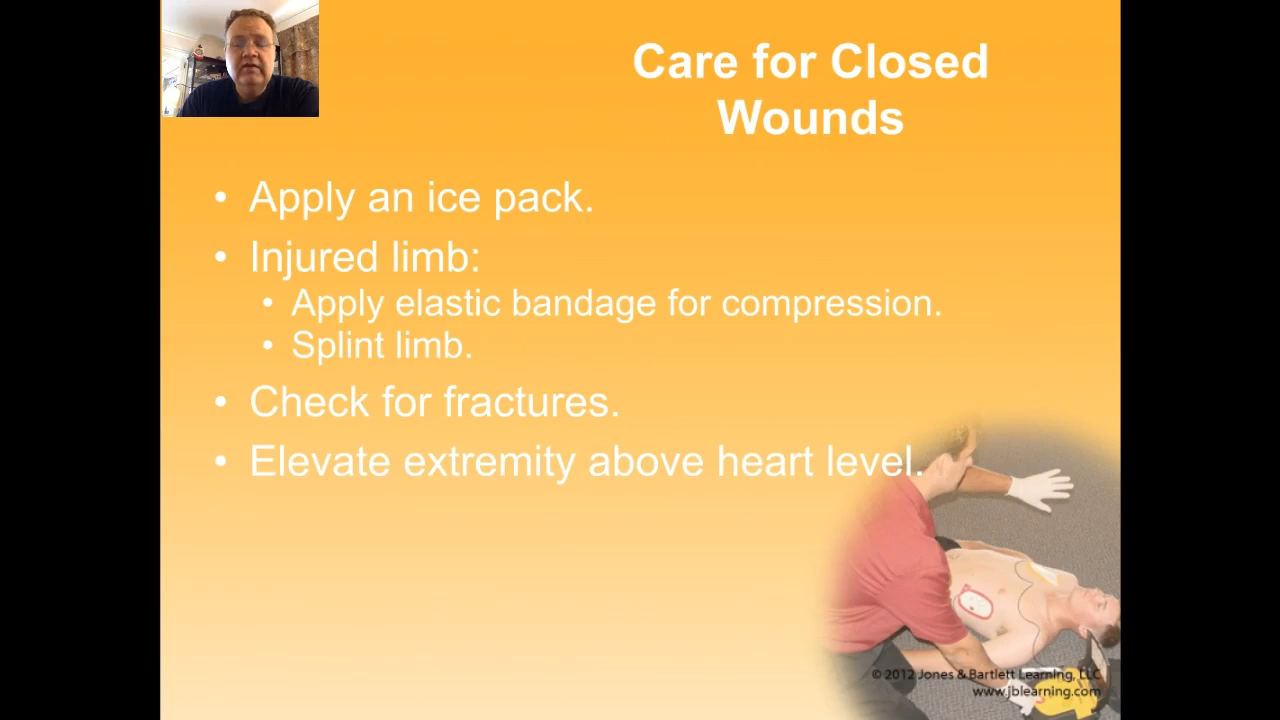 Care for Closed
Wounds
• Apply an ice pack.
• Injured limb:
• Apply elastic bandage for compression.
• Splint limb.
• Check for fractures.
• Elevate extremity above heart level.
© 2012 Jones & Bartlett Learning, LLC
www.jblearning.com